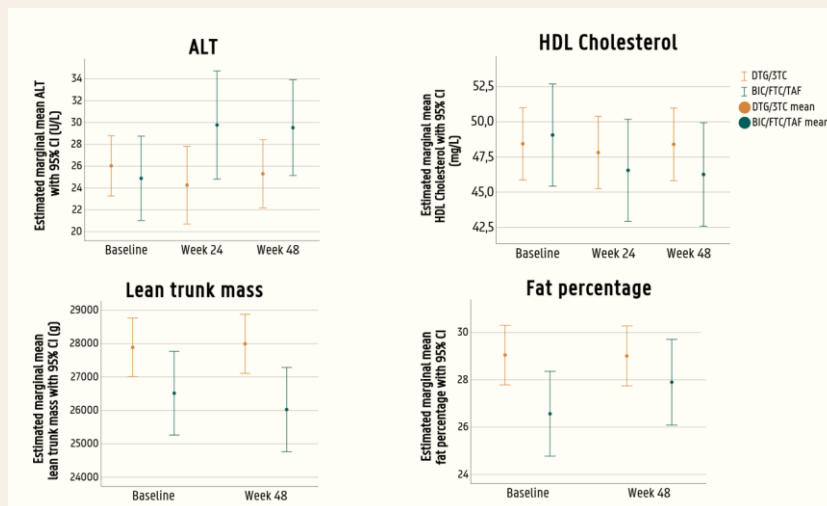 ALT
Estimated marginal mean ALT
with 95% CI (U/L)
34
32
30
28
26
24
22
20
Baseline
Week 24
Week 48
HDL Cholesterol
Estimated marginal mean
HDL Cholesterol with 95% CI
(mg/L)
52,5
50,0
47,5
45,0
42,5
Baseline
Week 24
Week 48
DTG/3TC
BIC/FTC/TAF
DTG/3TC mean
BIC/FTC/TAF mean
Lean trunk mass
Estimated marginal mean
lean trunk mass with 95% CI (g)
29000
28000
27000
26000
25000
24000
Baseline
Week 48
Fat percentage
Estimated marginal mean
fat percentage with 95% CI
30
28
26
24
Baseline
Week 48